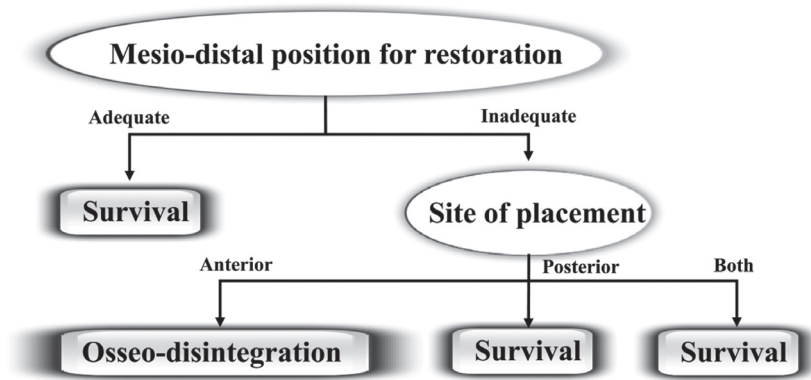 Mesio-distal position for restoration
Adequate
Inadequate
Survival
Site of placement
Anterior
Posterior
Both
Osseo-disintegration
Survival
Survival